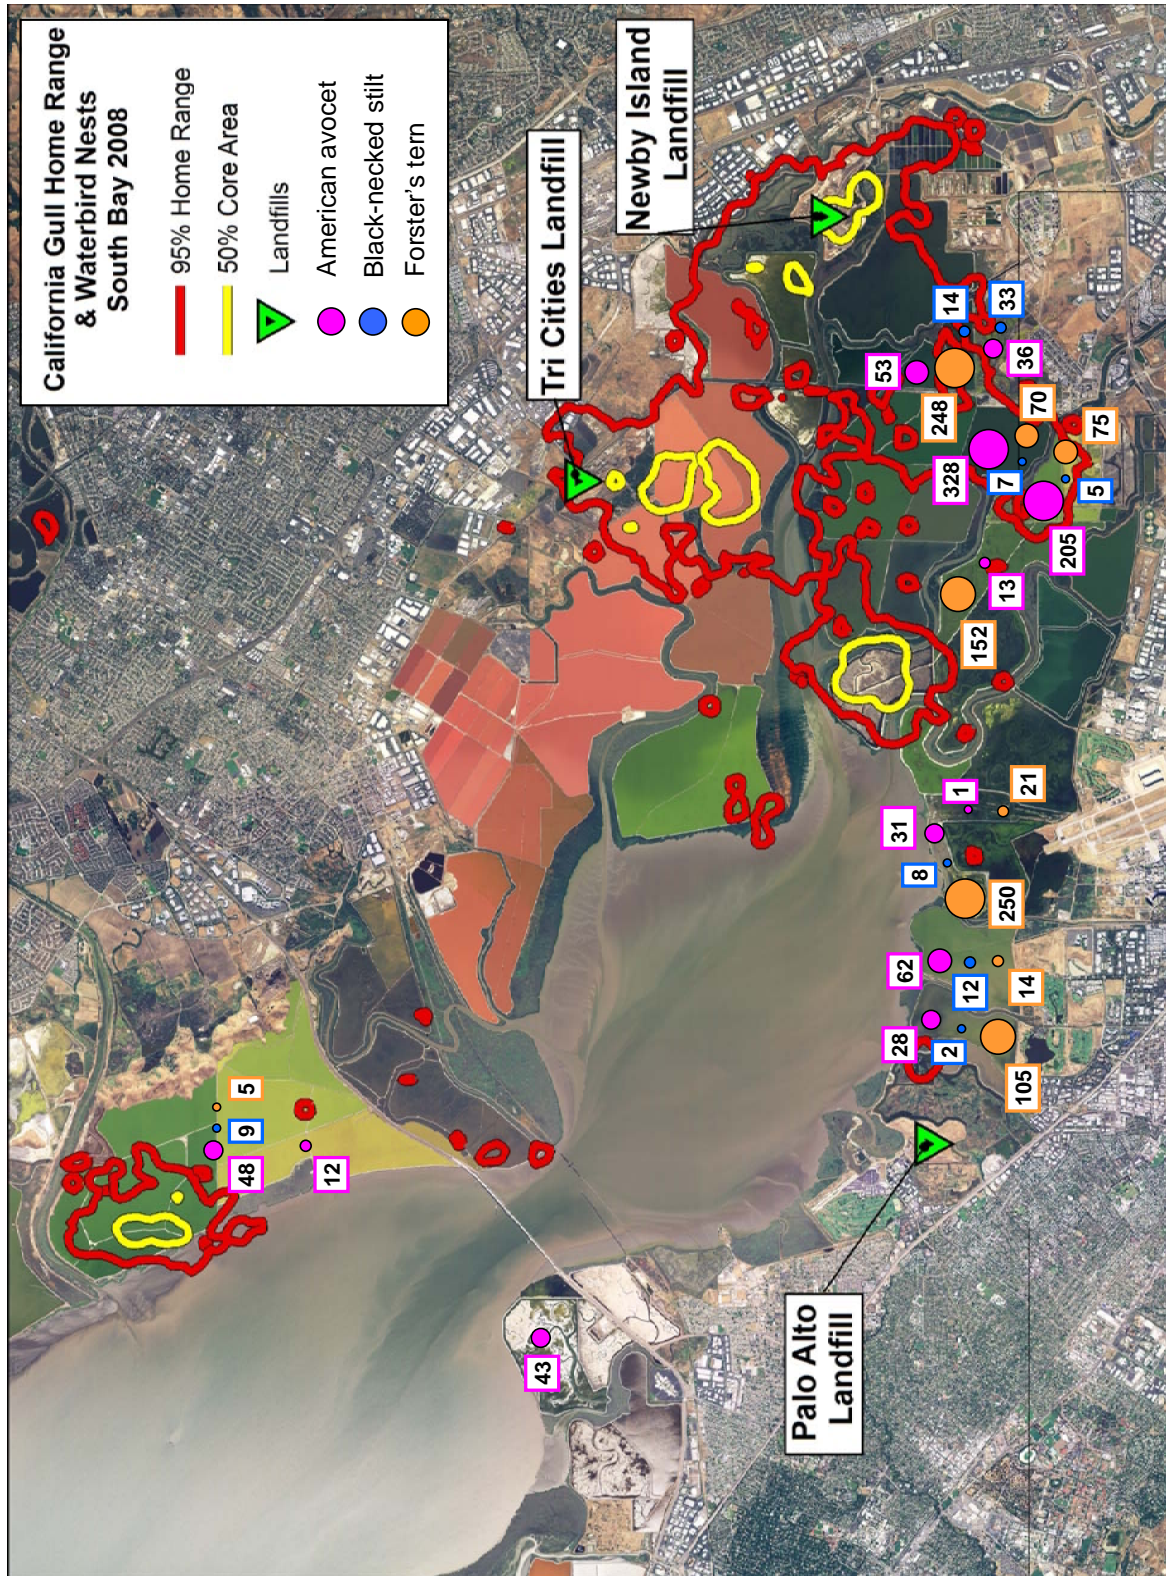 California Gull Home Range
& Waterbird Nests
South Bay 2008
95% Home Range
50% Core Area
Landfills
American avocet
Black-necked stilt
Forster's tern
Newby Island
Landfill
Tri Cities Landfill
Palo Alto
Landfill
14
33
53
36
248
70
75
328
7
5
205
13
152
1
21
31
8
250
62
12
14
28
2
105
5
9
48
12
43